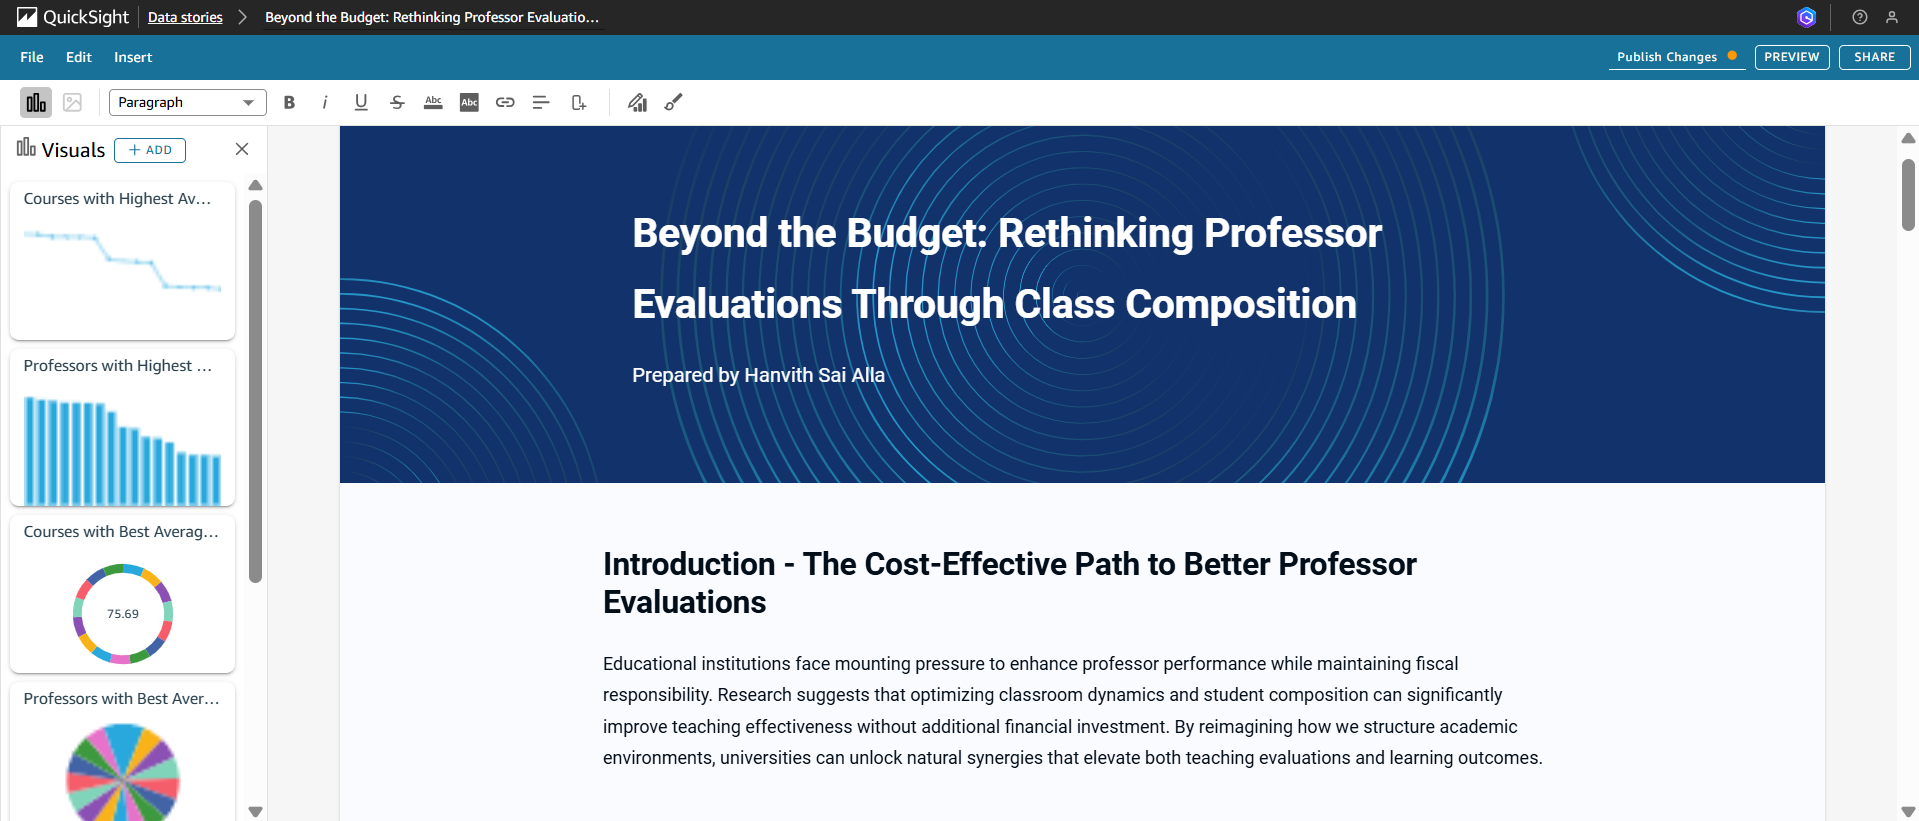 QuickSight
Data stories
Beyond the Budget: Rethinking Professor Evaluatio...
File
Edit
Insert
Publish Changes
PREVIEW
SHARE
Paragraph
B
i
U
S
Abc
Abc
Visuals
+ ADD
Courses with Highest Av...
Professors with Highest ...
Courses with Best Averag...
75.69
Professors with Best Aver...
Beyond the Budget: Rethinking Professor
Evaluations Through Class Composition
Prepared by Hanvith Sai Alla
Introduction - The Cost-Effective Path to Better Professor
Evaluations
Educational institutions face mounting pressure to enhance professor performance while maintaining fiscal
responsibility. Research suggests that optimizing classroom dynamics and student composition can significantly
improve teaching effectiveness without additional financial investment. By reimagining how we structure academic
environments, universities can unlock natural synergies that elevate both teaching evaluations and learning outcomes.